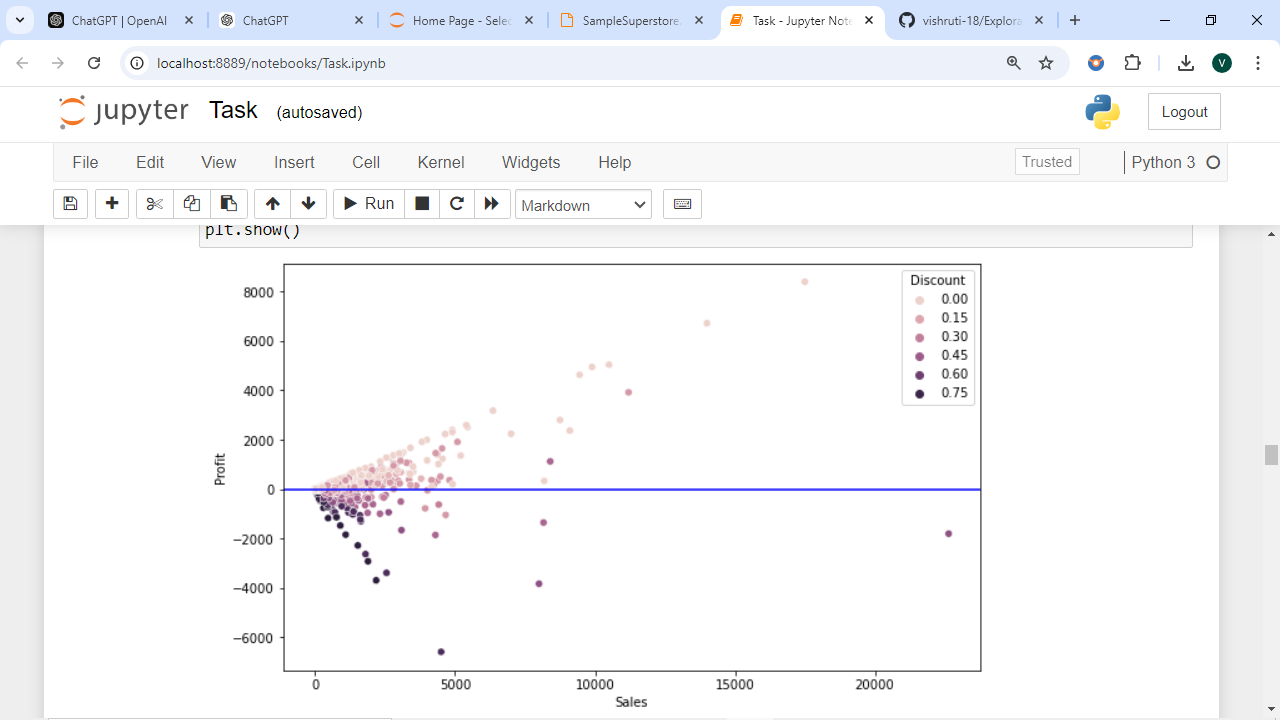 ChatGPT | OpenAI
ChatGPT
Home Page - Selec
SampleSuperstore.
Task - Jupyter Note
vishruti-18/Explora
localhost:8889/notebooks/Task.ipynb
V
jupyter Task (autosaved)
Logout
File Edit View Insert Cell Kernel Widgets Help
Trusted
Python 3
Run
Markdown
plt.show()
Discount
0.00
0.15
0.30
0.45
0.60
0.75
8000
6000
4000
2000
0
−2000
−4000
−6000
Profit
0 5000 10000 15000 20000
Sales